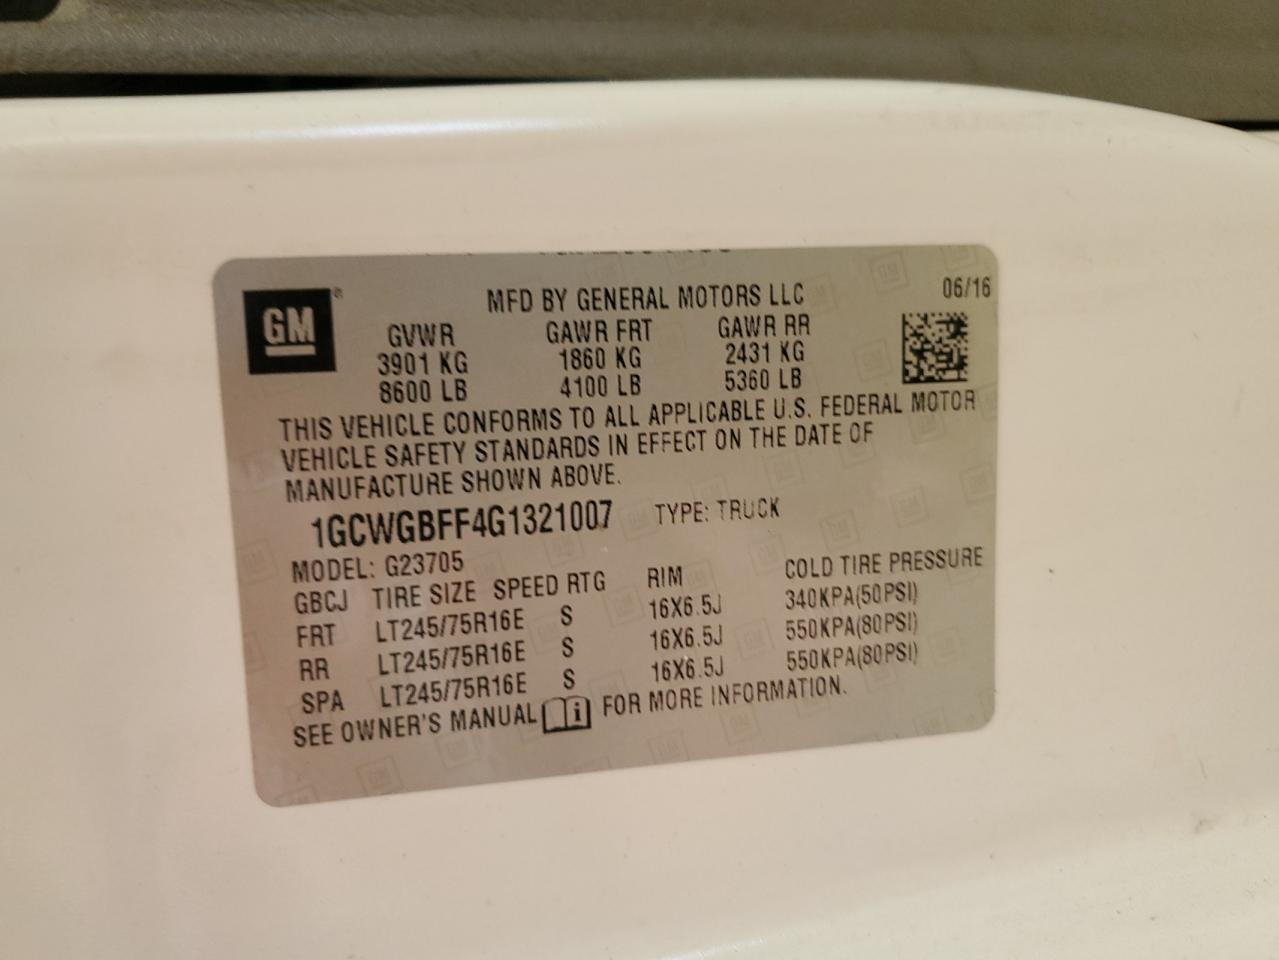 GM
MFD BY GENERAL MOTORS LLC 06/16
GVWR GAWR FRT GAWR RR
3901 KG 1860 KG 2431 KG
8600 LB 4100 LB 5360 LB
THIS VEHICLE CONFORMS TO ALL APPLICABLE U.S. FEDERAL MOTOR
VEHICLE SAFETY STANDARDS IN EFFECT ON THE DATE OF
MANUFACTURE SHOWN ABOVE.
1GCWGBFF4G1321007 TYPE: TRUCK
MODEL: G23705
GBCJ TIRE SIZE SPEED RTG RIM COLD TIRE PRESSURE
FRT LT245/75R16E S 16X6.5J 340KPA(50PSI)
RR LT245/75R16E S 16X6.5J 550KPA(80PSI)
SPA LT245/75R16E S 16X6.5J 550KPA(80PSI)
SEE OWNER'S MANUAL i FOR MORE INFORMATION.